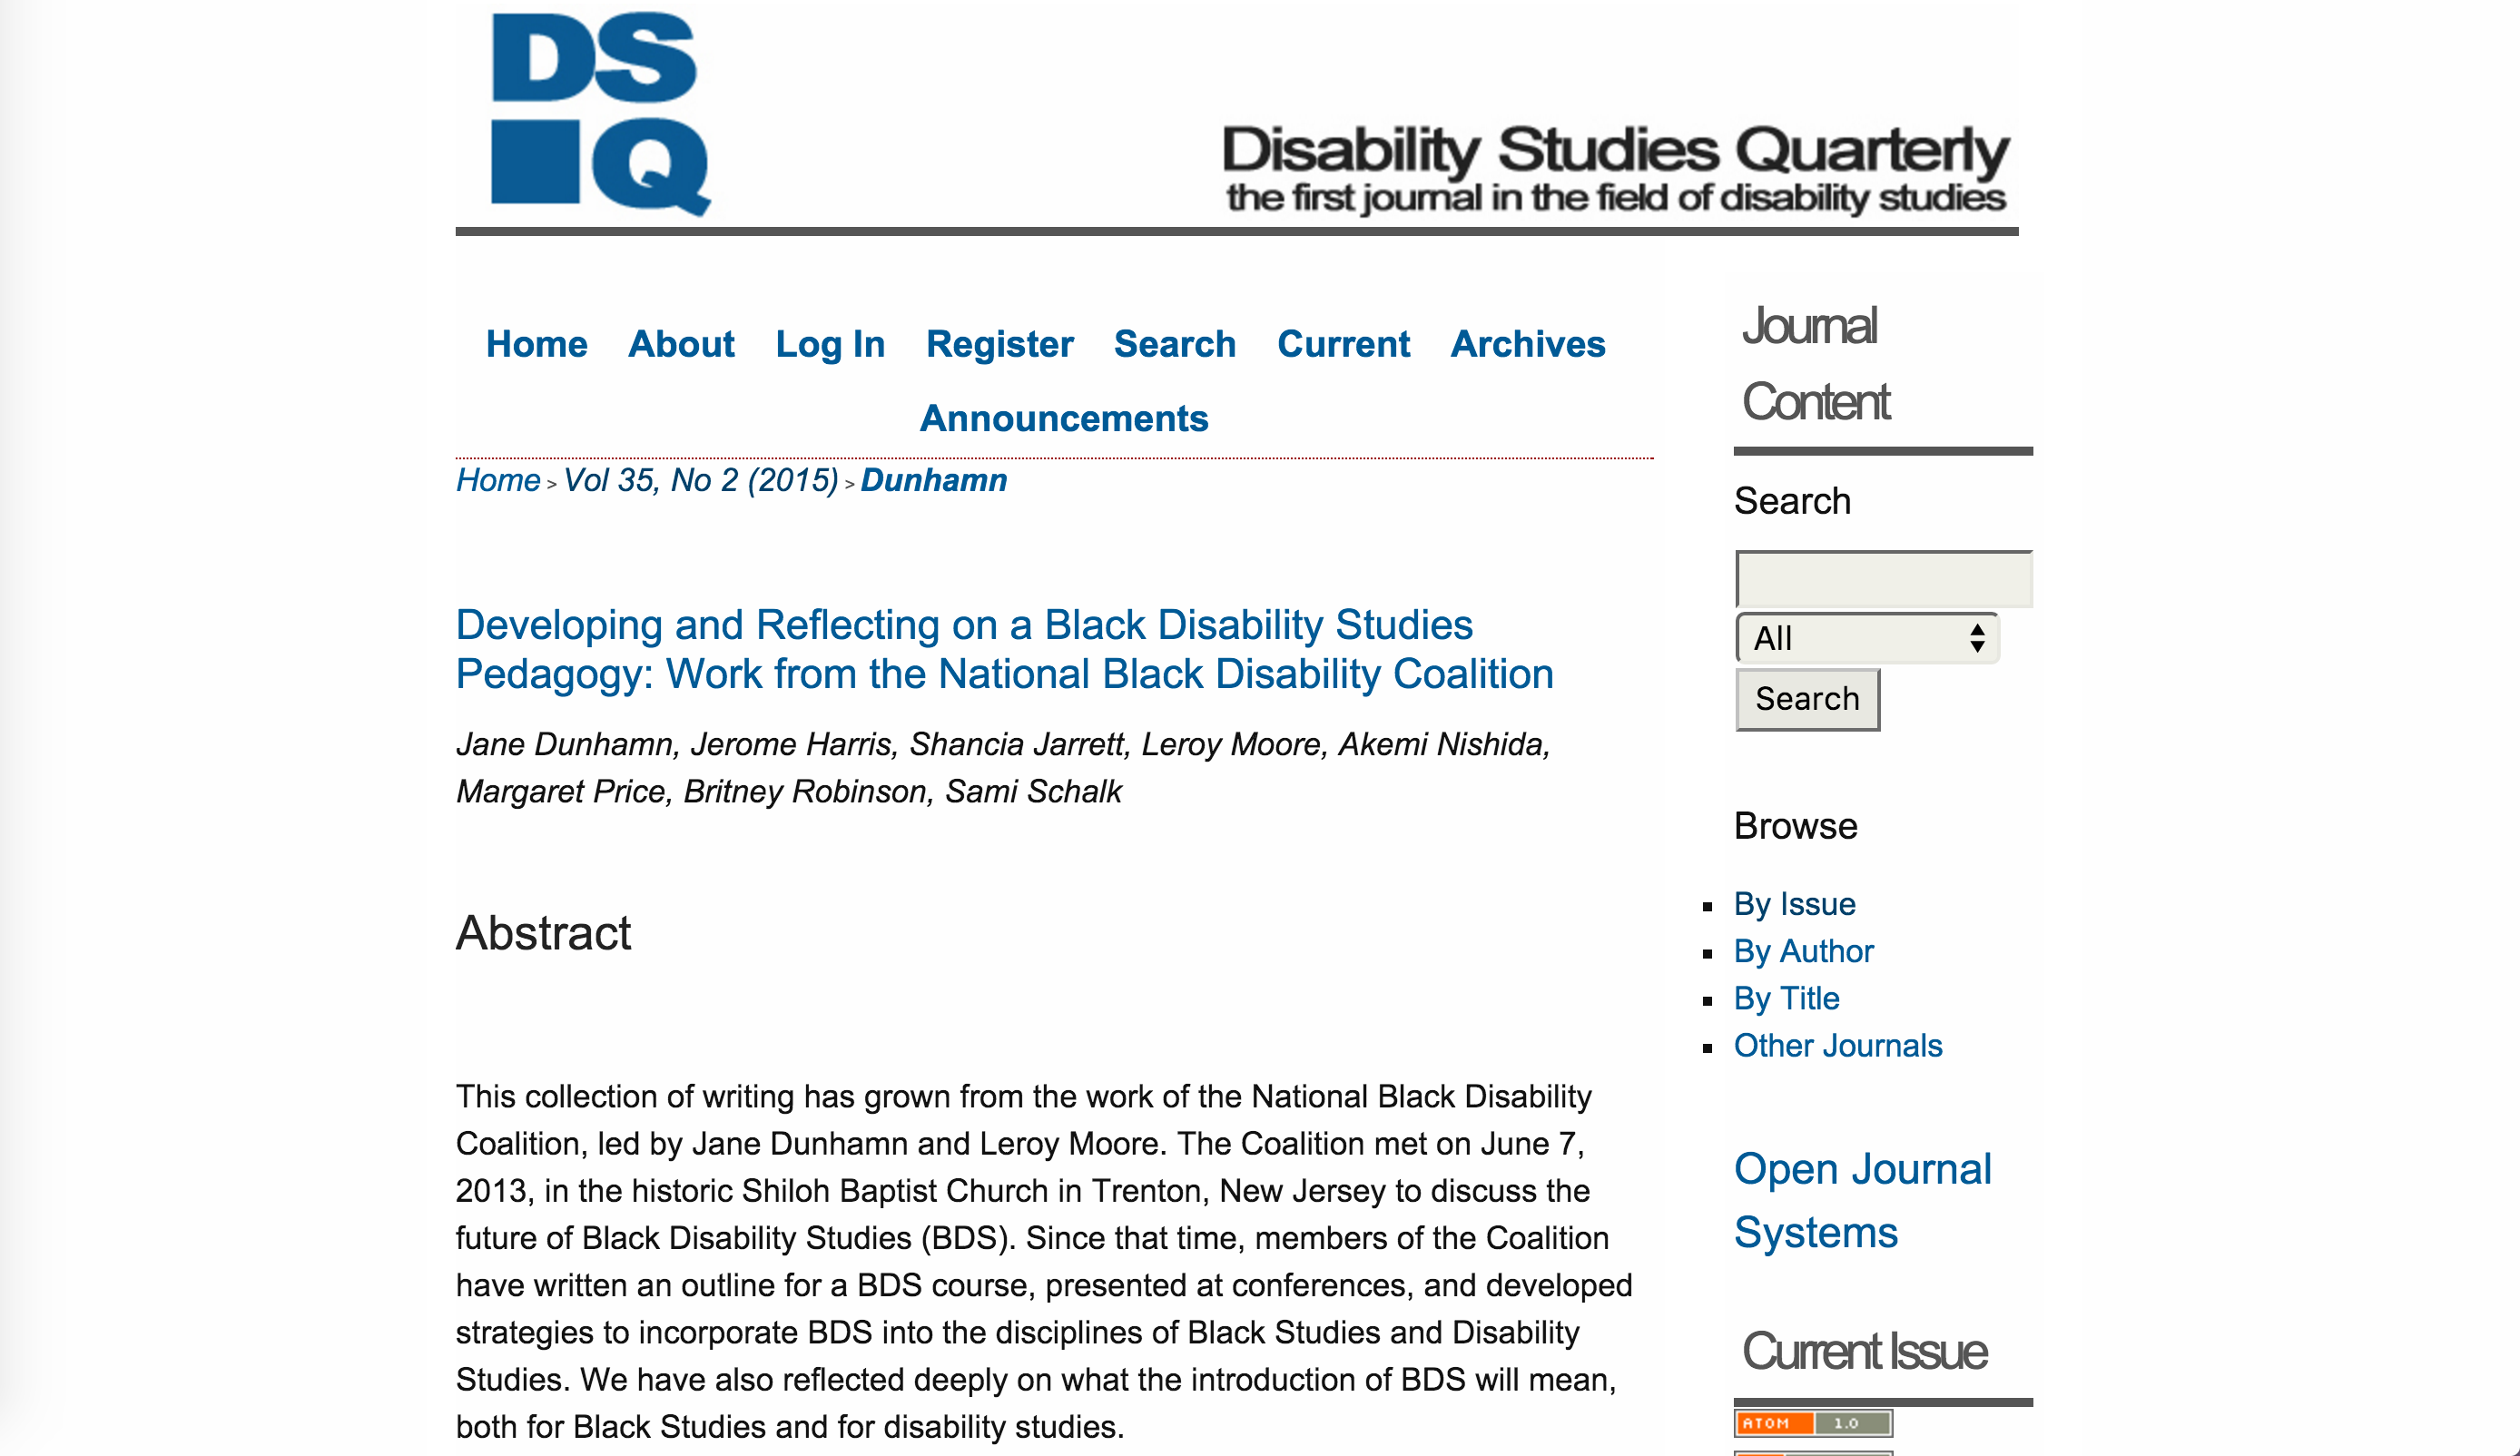 DS
Q
Disability Studies Quarterly
the first journal in the field of disability studies
Home About Log In Register Search Current Archives
Announcements
Home > Vol 35, No 2 (2015) > Dunhamn
Developing and Reflecting on a Black Disability Studies
Pedagogy: Work from the National Black Disability Coalition
Jane Dunhamn, Jerome Harris, Shancia Jarrett, Leroy Moore, Akemi Nishida,
Margaret Price, Britney Robinson, Sami Schalk
Abstract
This collection of writing has grown from the work of the National Black Disability
Coalition, led by Jane Dunhamn and Leroy Moore. The Coalition met on June 7,
2013, in the historic Shiloh Baptist Church in Trenton, New Jersey to discuss the
future of Black Disability Studies (BDS). Since that time, members of the Coalition
have written an outline for a BDS course, presented at conferences, and developed
strategies to incorporate BDS into the disciplines of Black Studies and Disability
Studies. We have also reflected deeply on what the introduction of BDS will mean,
both for Black Studies and for disability studies.
Journal
Content
Search
All
Search
Browse
By Issue
By Author
By Title
Other Journals
Open Journal
Systems
Current Issue
ATOM 1.0